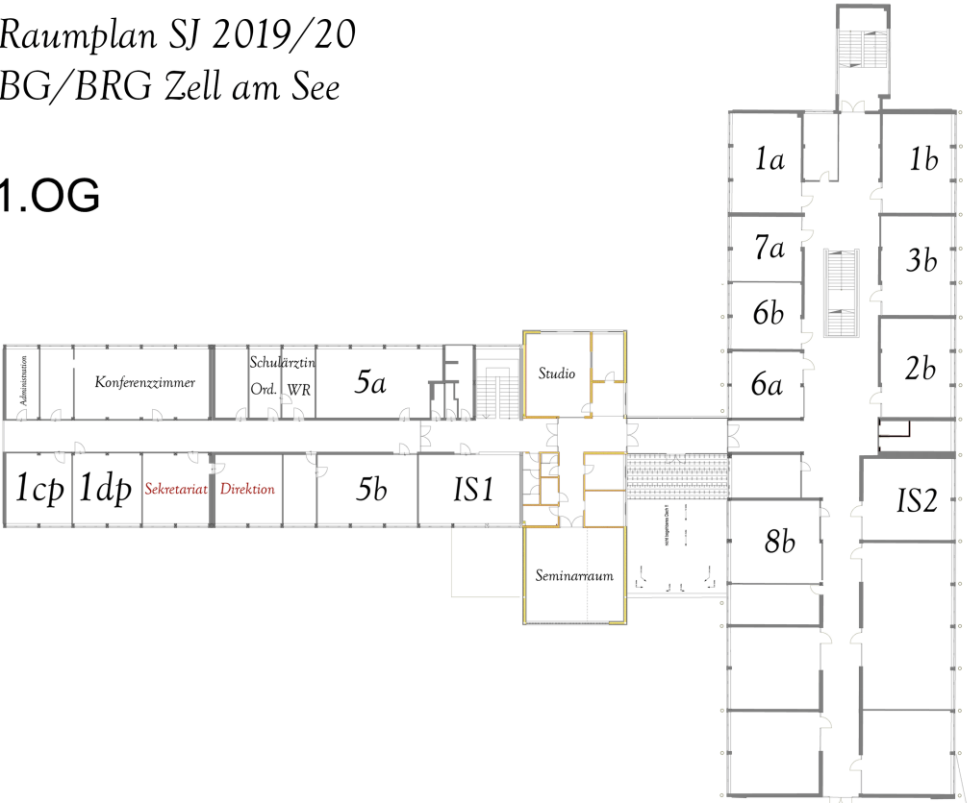 Raumplan SJ 2019/20
BG/BRG Zell am See
1.OG
1a
1b
7a
3b
6b
6a
2b
Administration
Konferenzzimmer
Schulärztin
Ord.
WR
5a
Studio
1cp
1dp
Sekretariat
Direktion
5b
IS1
IS2
8b
Seminarraum